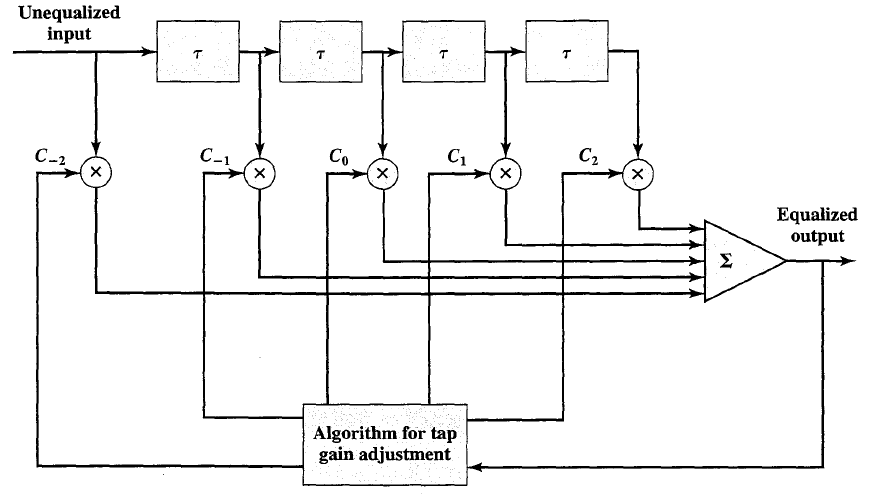 Unequalized
input
τ
τ
τ
τ
C₋₂
C₋₁
C₀
C₁
C₂
×
×
×
×
×
Equalized
output
Σ
Algorithm for tap
gain adjustment